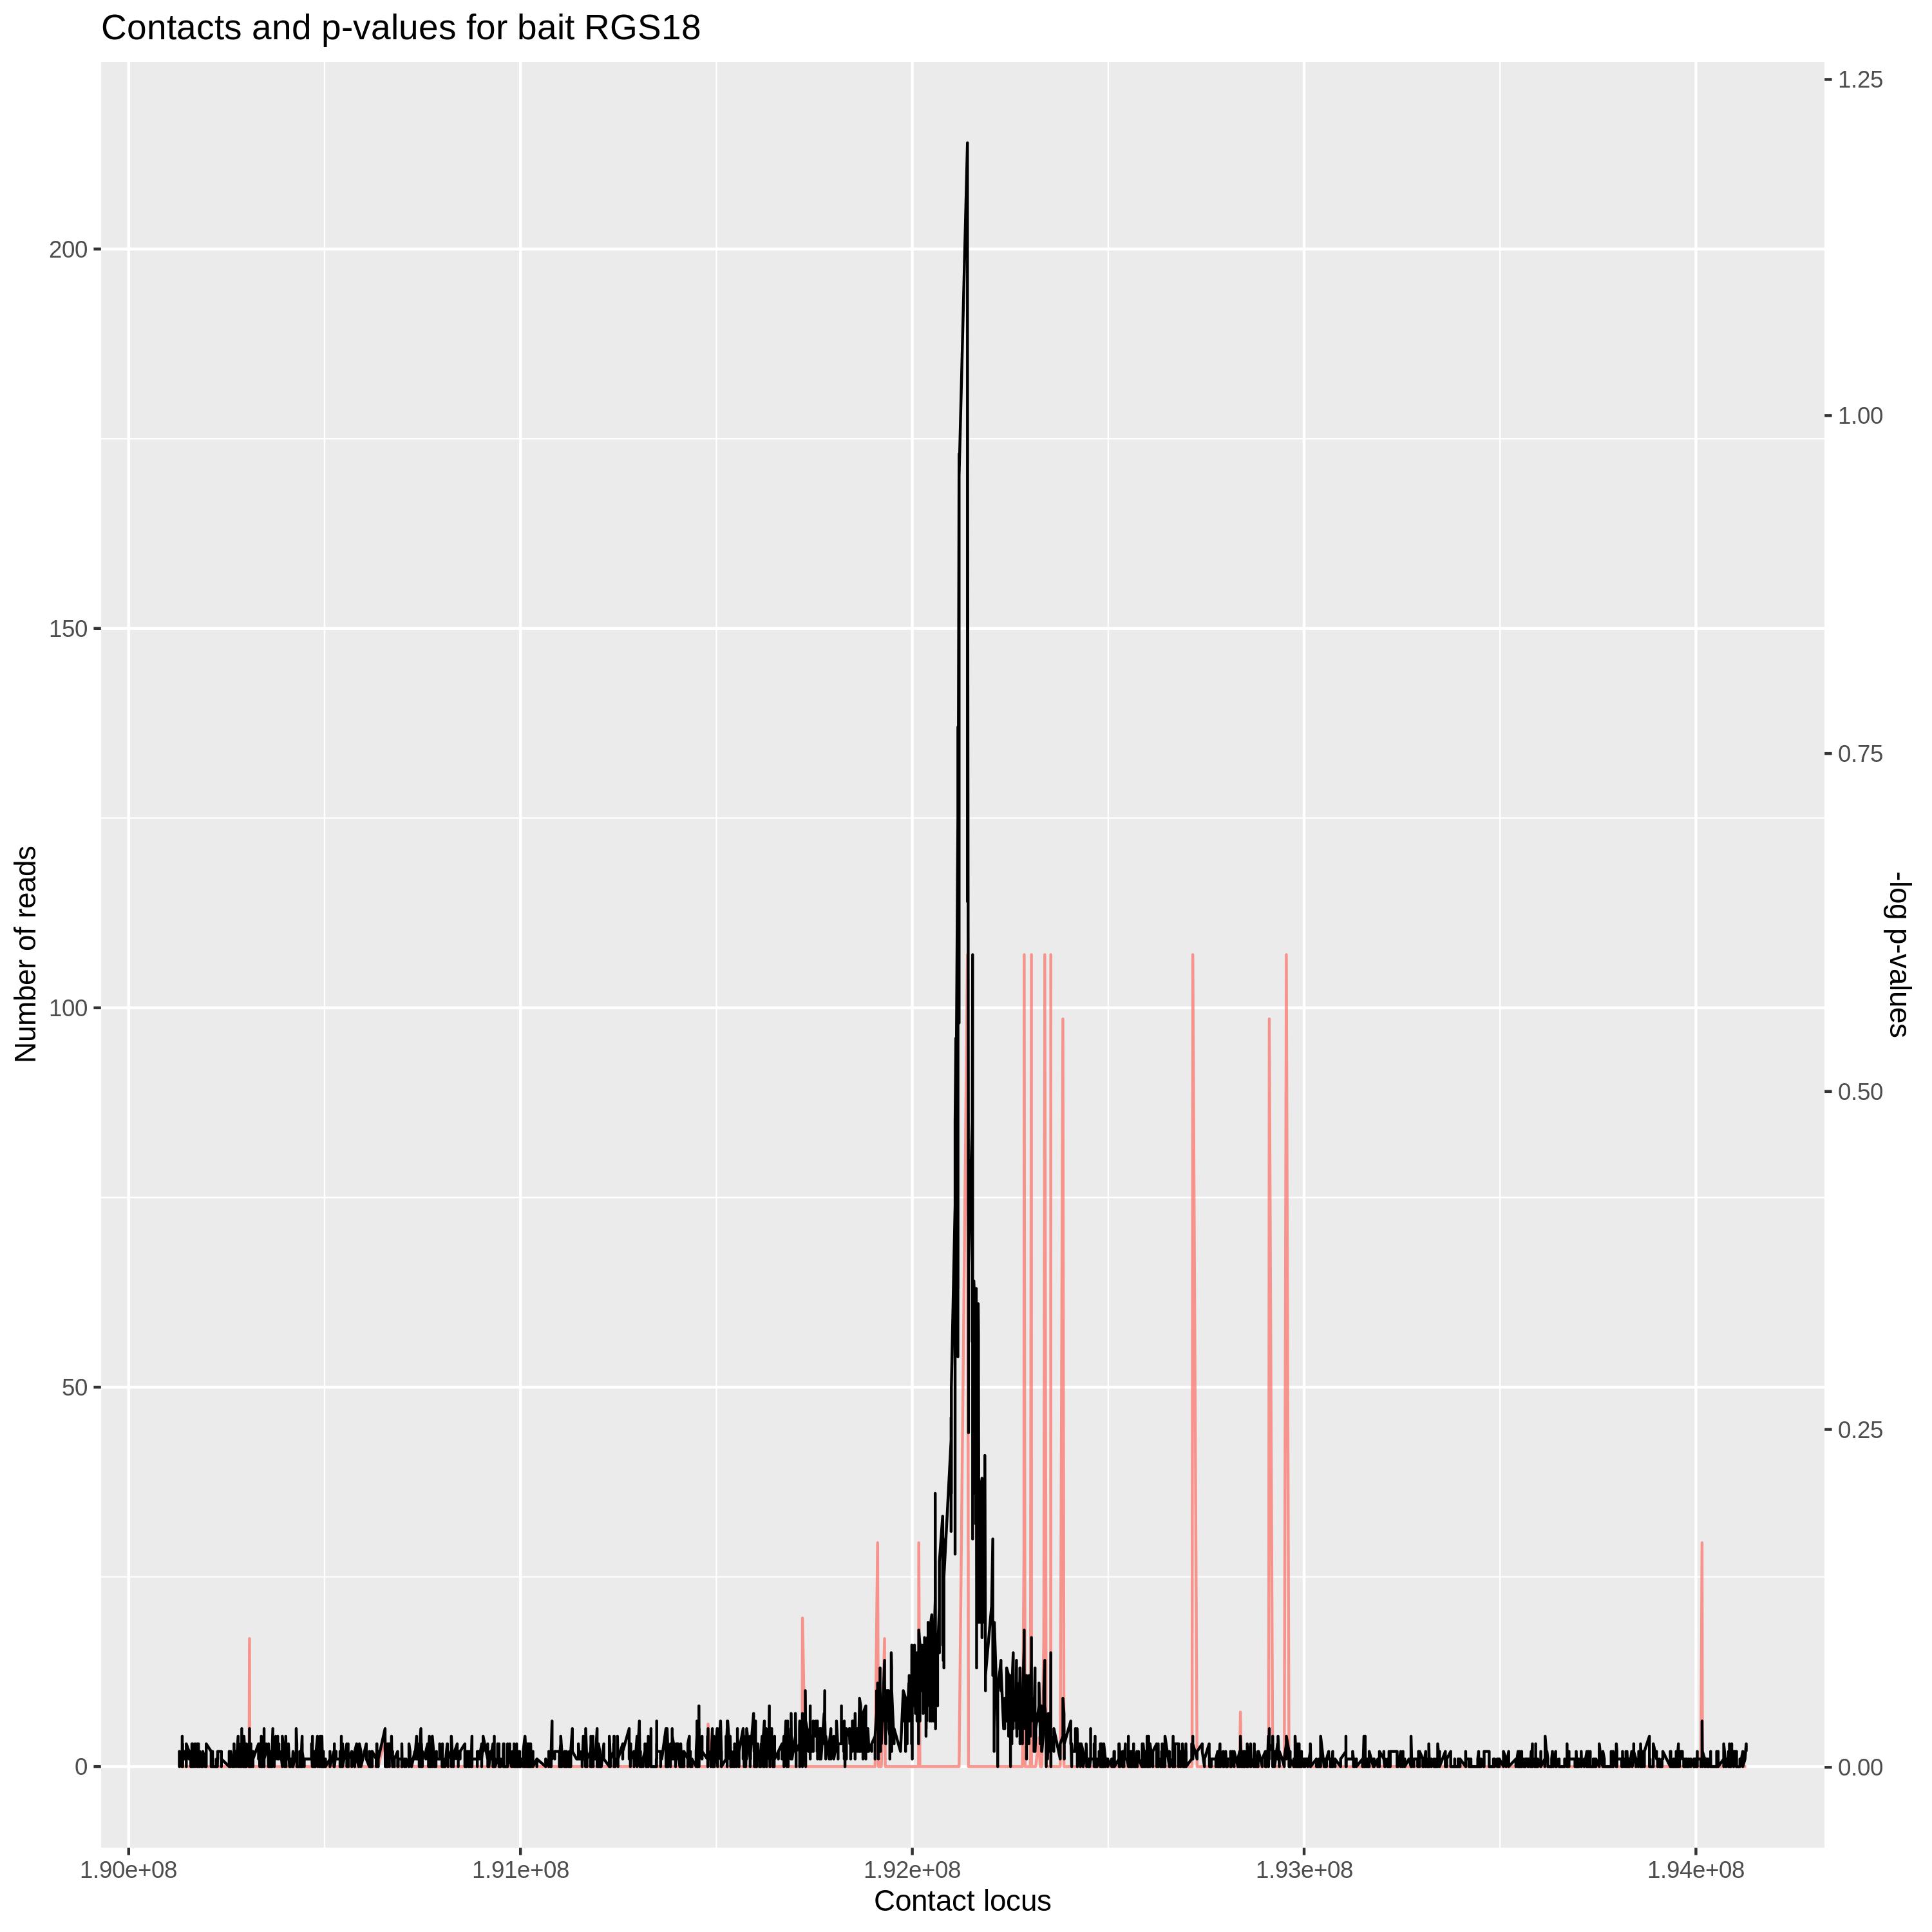 Contacts and p-values for bait RGS18
200
150
100
50
0
Number of reads
1.25
1.00
0.75
0.50
0.25
0.00
-log p-values
1.90e+08 1.91e+08 1.92e+08 1.93e+08 1.94e+08
Contact locus